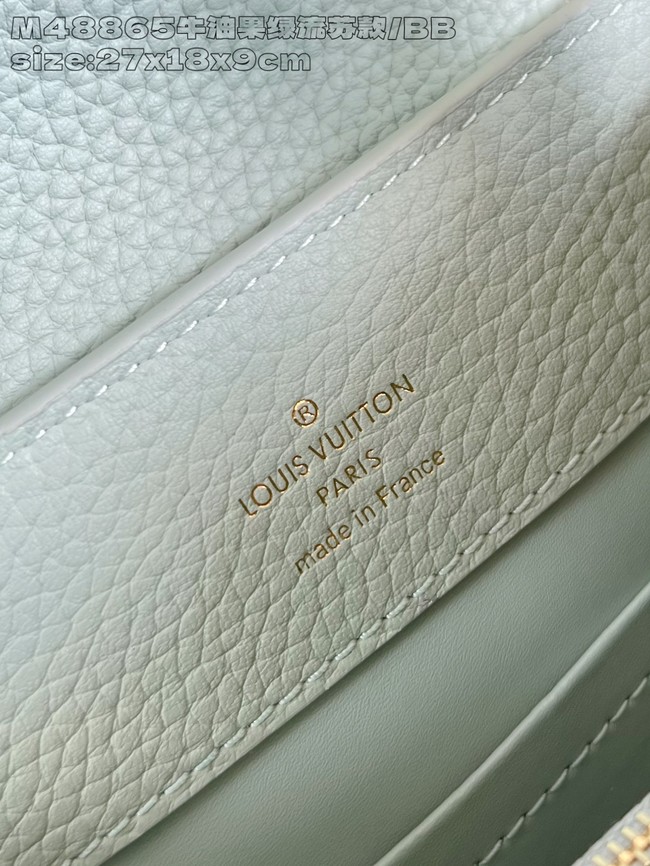 M48865牛油果绿流苏款/BB
size:27x18x9cm
®
LOUIS VUITTON
PARIS
made in France